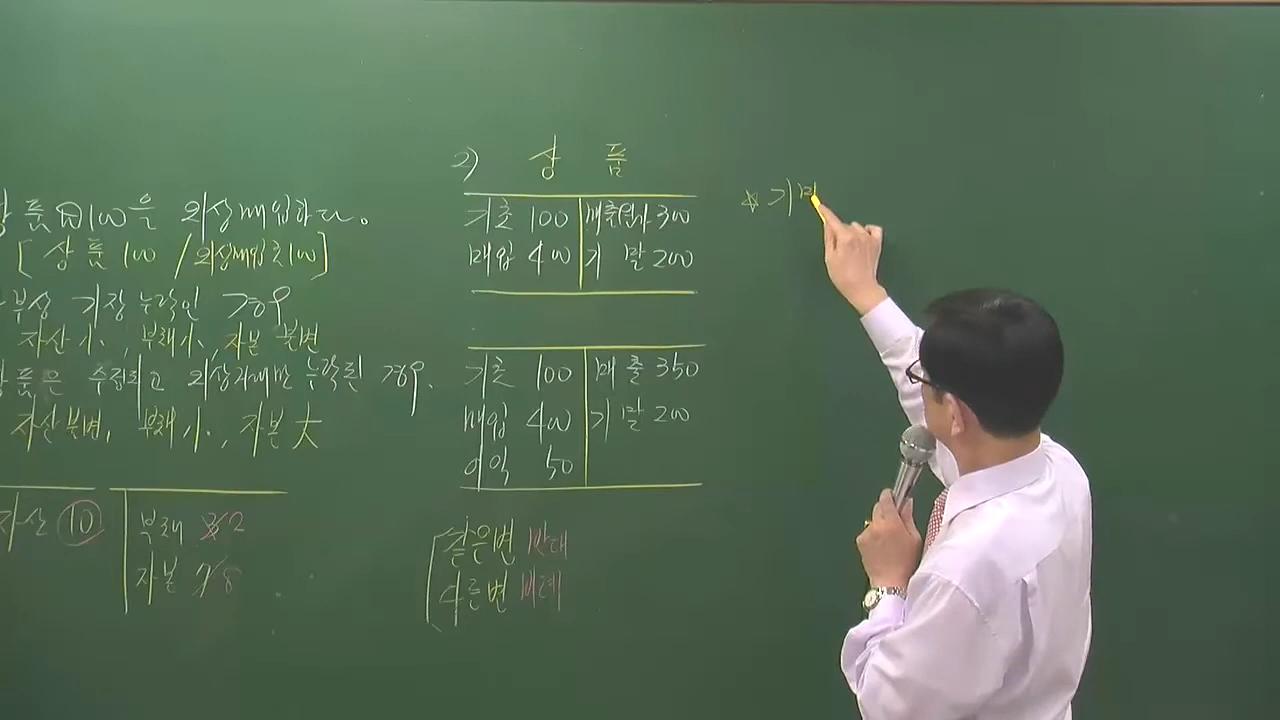 상품 100을 외상매입하다.
[상품 100 / 외상매입금 100]
부상 기장 누락인 경우
자산 小, 부채 小, 자본 불변
상품은 수정되고 외상거래만 누락된 경우.
자산 불변, 부채 小, 자본 大
자산 10 부채 3 2
자본 7 8
2) 상 품
기초 100 매출원가 300
매입 400 기 말 200
기초 100 매 출 350
매입 400 기 말 200
이익 50
같은변 반대
다른변 비례
☆ 기